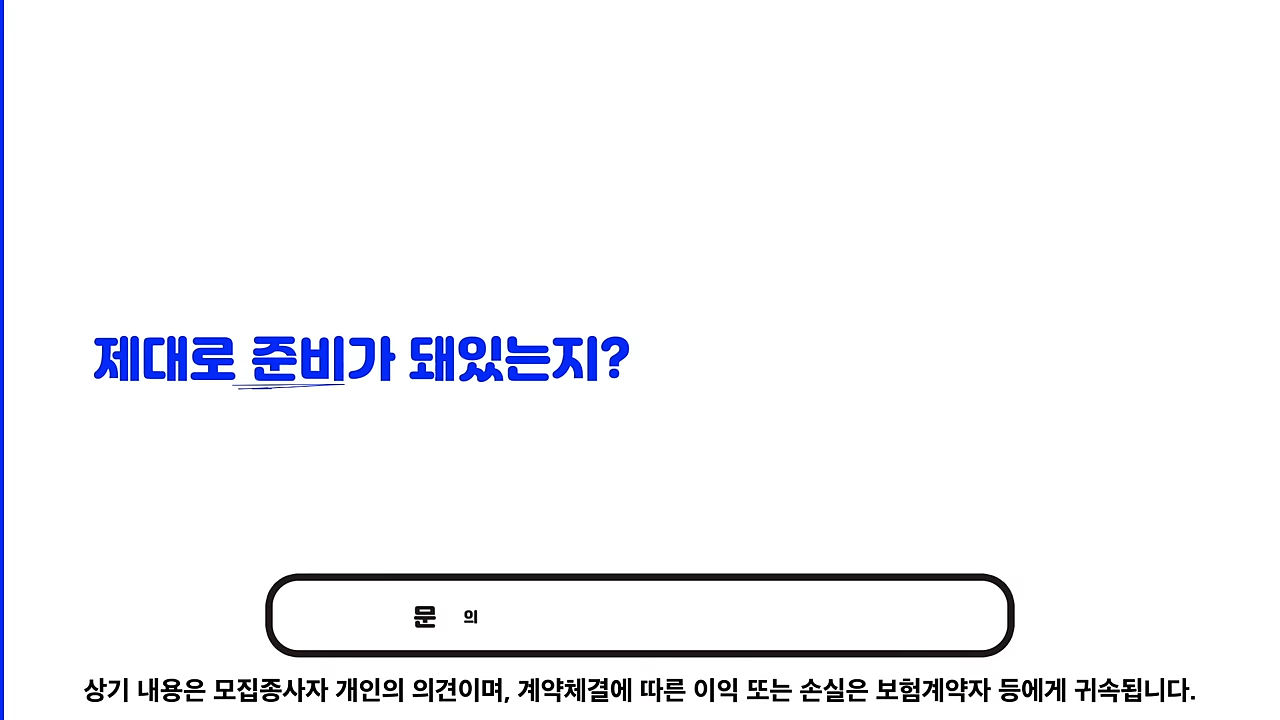 제대로 준비가 돼있는지?
문 의
상기 내용은 모집종사자 개인의 의견이며, 계약체결에 따른 이익 또는 손실은 보험계약자 등에게 귀속됩니다.